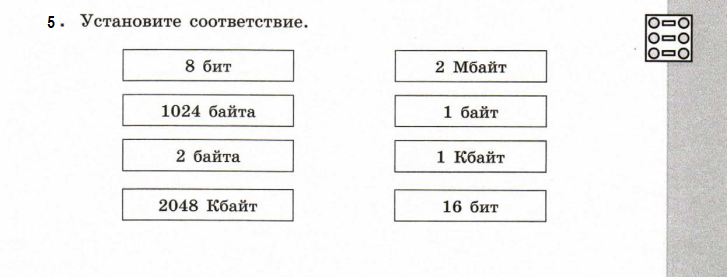 5. Установите соответствие.
8 бит
2 Мбайт
1024 байта
1 байт
2 байта
1 Кбайт
2048 Кбайт
16 бит